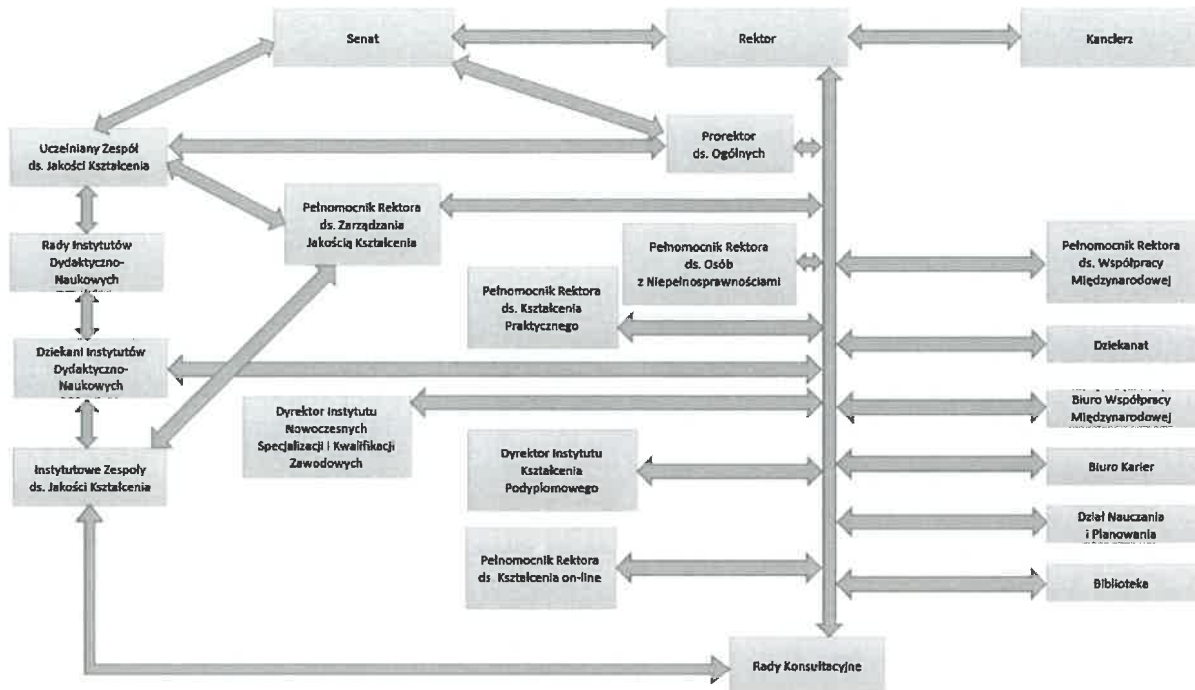 Senat
Rektor
Kanclerz
Uczelniany Zespół
ds. Jakości Kształcenia
Prorektor
ds. Ogólnych
Pełnomocnik Rektora
ds. Zarządzania
Jakością Kształcenia
Rady Instytutów
Dydaktyczno-
Naukowych
Pełnomocnik Rektora
ds. Osób
z Niepełnosprawnościami
Pełnomocnik Rektora
ds. Współpracy
Międzynarodowej
Pełnomocnik Rektora
ds. Kształcenia
Praktycznego
Dziekani Instytutów
Dydaktyczno-
Naukowych
Dziekanat
Dyrektor Instytutu
Nowoczesnych
Specjalizacji i Kwalifikacji
Zawodowych
Biuro Współpracy
Międzynarodowej
Instytutowe Zespoły
ds. Jakości Kształcenia
Dyrektor Instytutu
Kształcenia
Podyplomowego
Biuro Karier
Dział Nauczania
i Planowania
Pełnomocnik Rektora
ds. Kształcenia on-line
Biblioteka
Rady Konsultacyjne